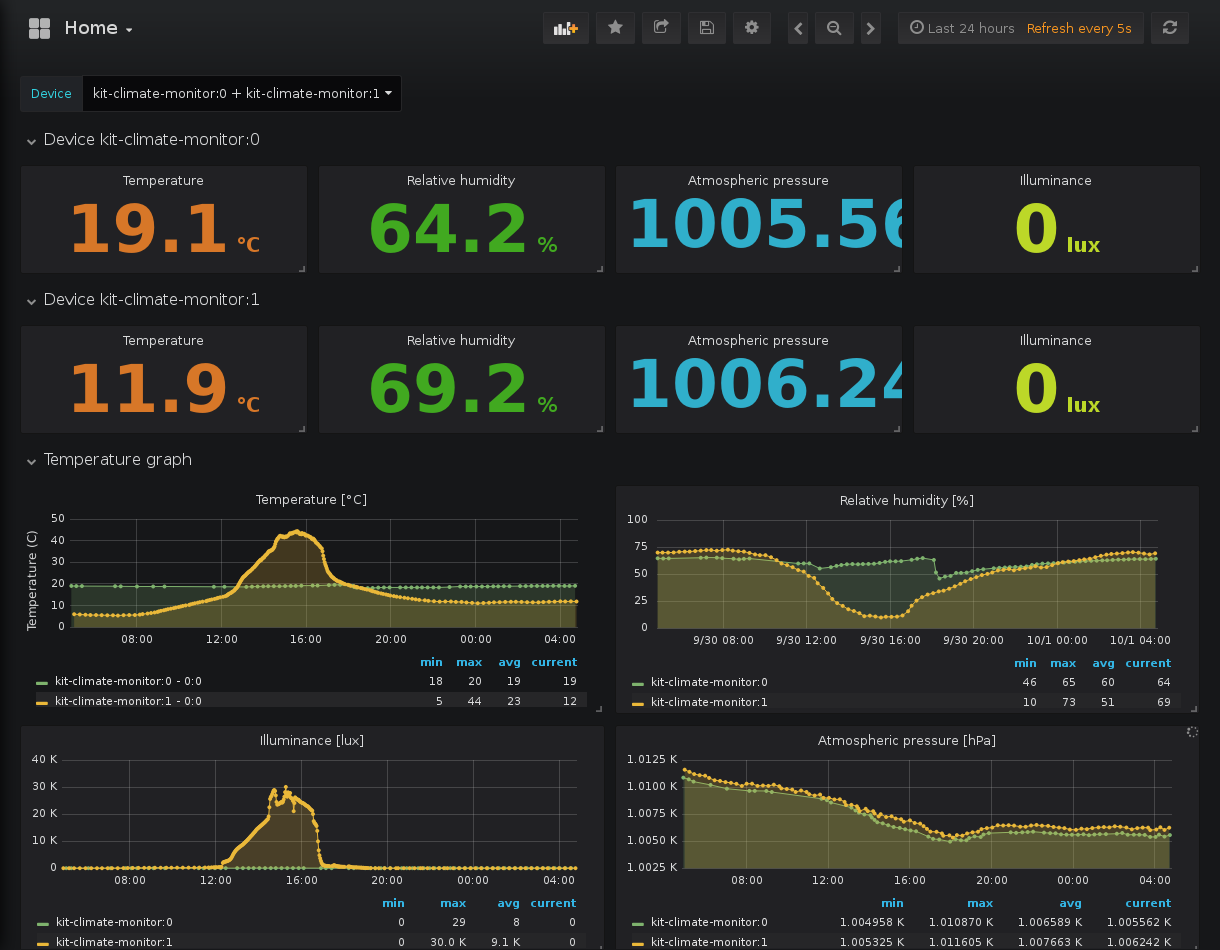 Home
Last 24 hours Refresh every 5s
Device kit-climate-monitor:0 + kit-climate-monitor:1
Device kit-climate-monitor:0
Temperature Relative humidity Atmospheric pressure Illuminance
19.1 °C 64.2 % 1005.56 0 lux
Device kit-climate-monitor:1
Temperature Relative humidity Atmospheric pressure Illuminance
11.9 °C 69.2 % 1006.24 0 lux
Temperature graph
Temperature [°C]
Temperature (C)
50
40
30
20
10
0
08:00 12:00 16:00 20:00 00:00 04:00
min max avg current
kit-climate-monitor:0 - 0:0 18 20 19 19
kit-climate-monitor:1 - 0:0 5 44 23 12
Relative humidity [%]
100
75
50
25
0
9/30 08:00 9/30 12:00 9/30 16:00 9/30 20:00 10/1 00:00 10/1 04:00
min max avg current
kit-climate-monitor:0 46 65 60 64
kit-climate-monitor:1 10 73 51 69
Illuminance [lux]
40 K
30 K
20 K
10 K
0
08:00 12:00 16:00 20:00 00:00 04:00
min max avg current
kit-climate-monitor:0 0 29 8 0
kit-climate-monitor:1 0 30.0 K 9.1 K 0
Atmospheric pressure [hPa]
1.0125 K
1.0100 K
1.0075 K
1.0050 K
1.0025 K
08:00 12:00 16:00 20:00 00:00 04:00
min max avg current
kit-climate-monitor:0 1.004958 K 1.010870 K 1.006589 K 1.005562 K
kit-climate-monitor:1 1.005325 K 1.011605 K 1.007663 K 1.006242 K